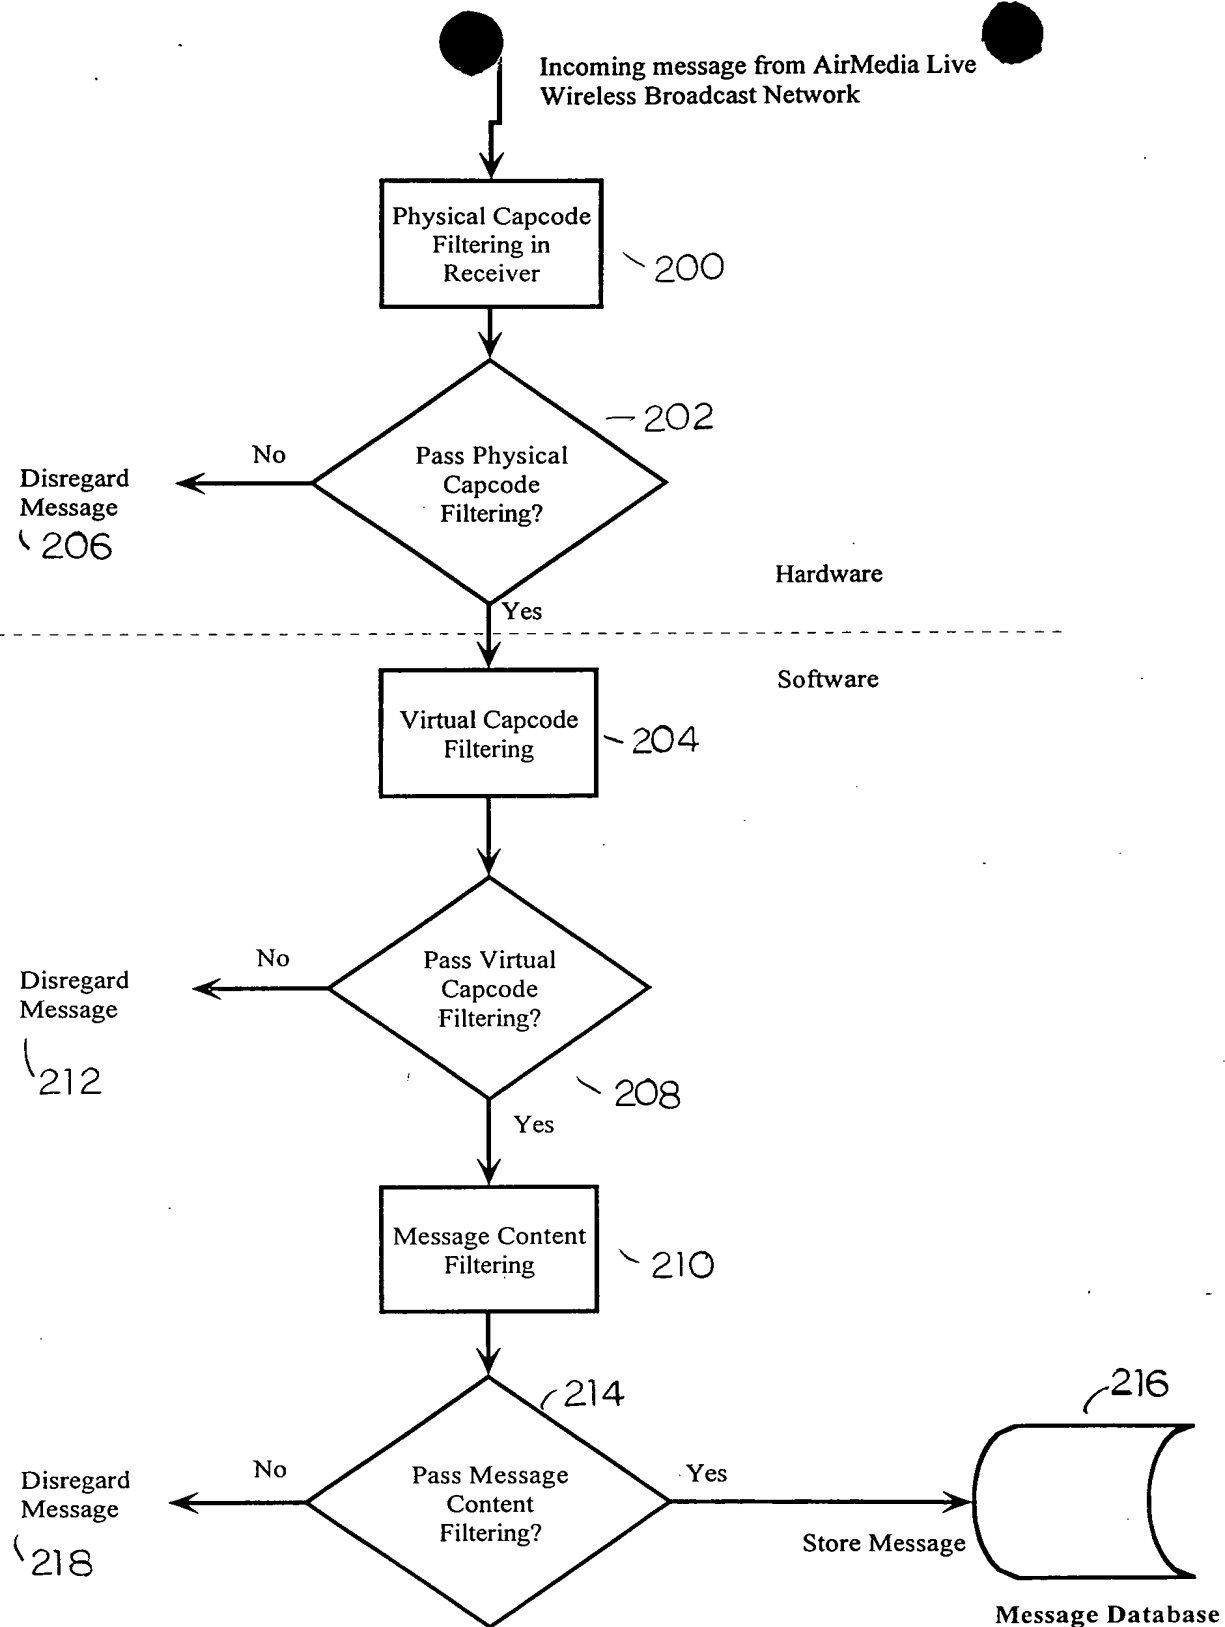 Incoming message from AirMedia Live
Wireless Broadcast Network
Physical Capcode
Filtering in
Receiver
200
202
No
Pass Physical
Capcode
Filtering?
Disregard
Message
206
Hardware
Yes
Software
Virtual Capcode
Filtering
204
No
Pass Virtual
Capcode
Filtering?
Disregard
Message
212
208
Yes
Message Content
Filtering
210
214
216
No
Pass Message
Content
Filtering?
Yes
Disregard
Message
218
Store Message
Message Database